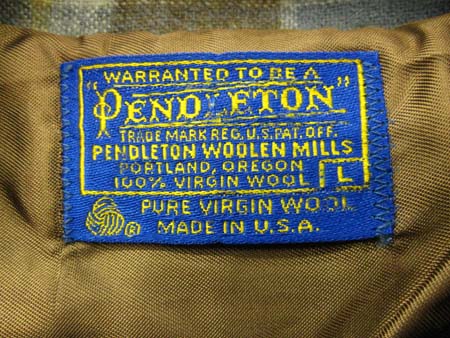 WARRANTED TO BE A
"PENDLETON"
TRADE MARK REG. U.S. PAT. OFF.
PENDLETON WOOLEN MILLS
PORTLAND, OREGON
100% VIRGIN WOOL L
PURE VIRGIN WOOL
® MADE IN U.S.A.